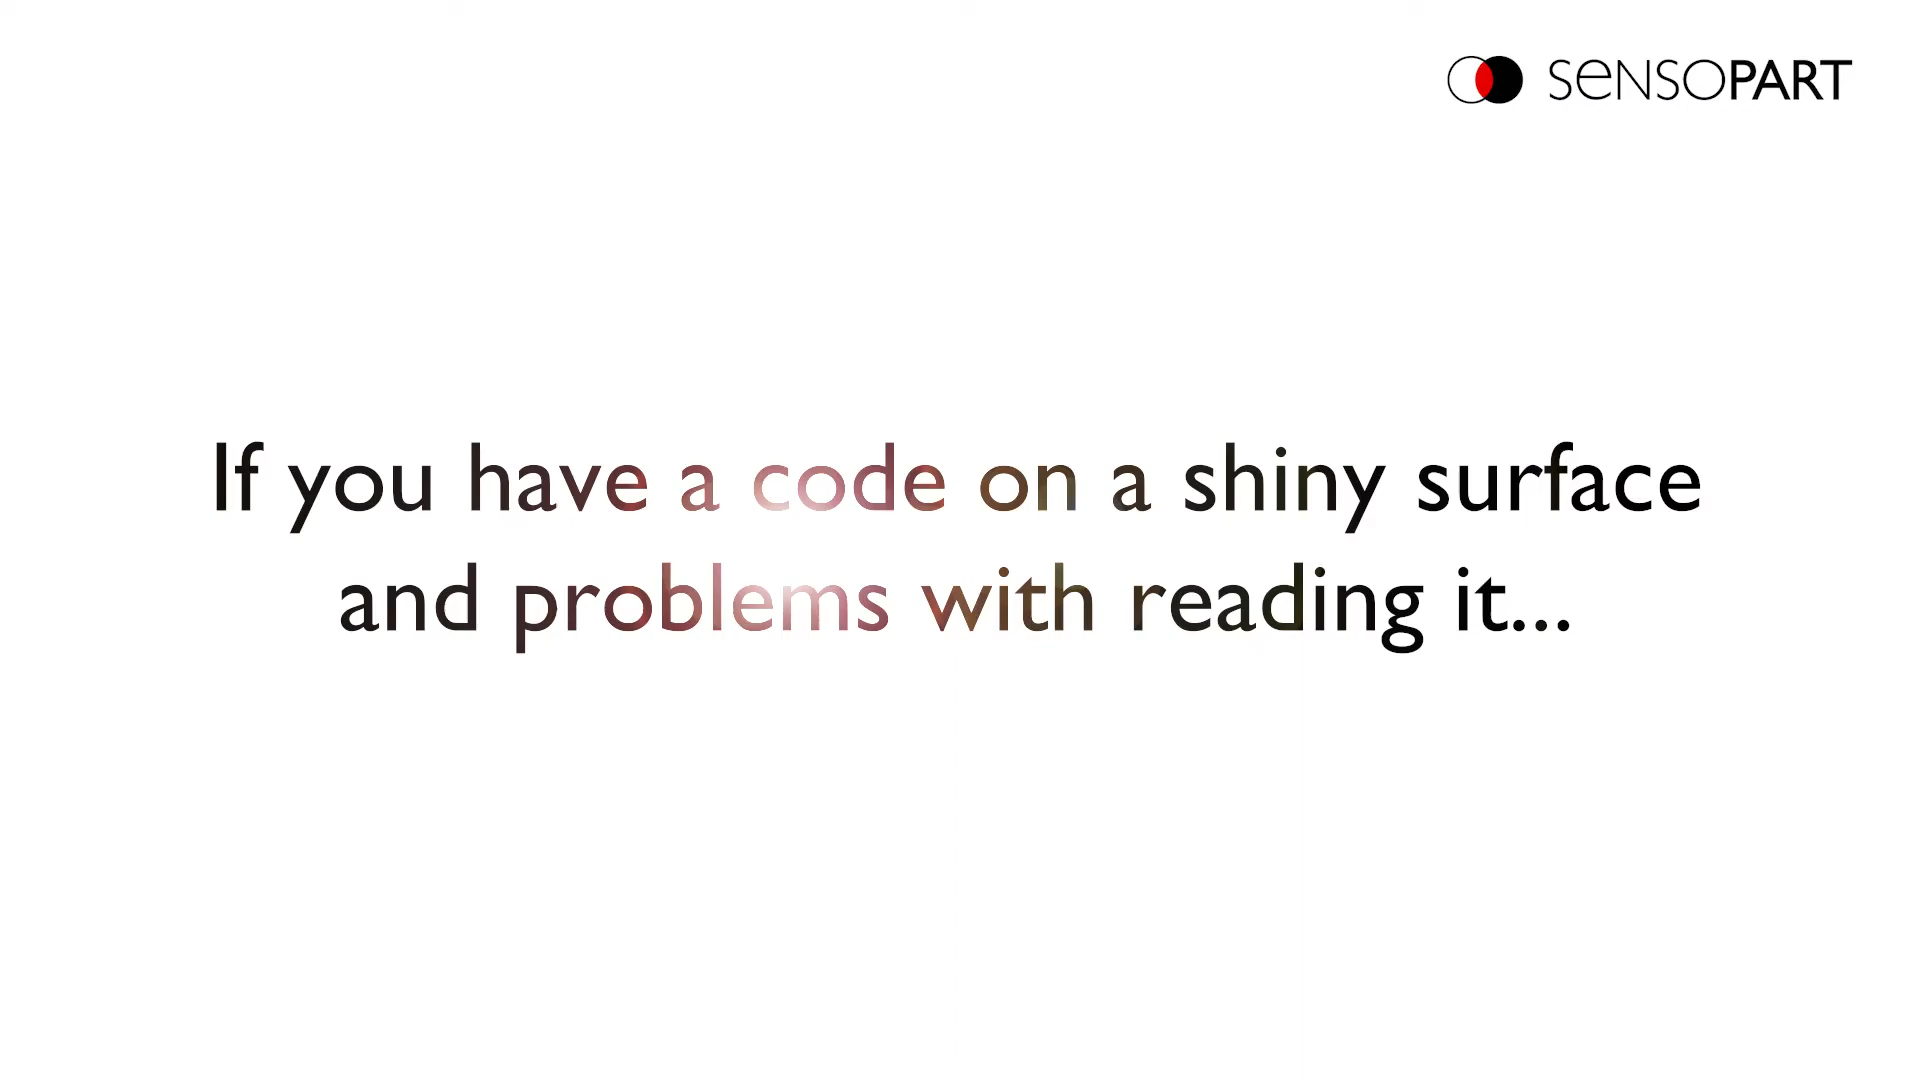 SENSOPART
If you have a code on a shiny surface
and problems with reading it...